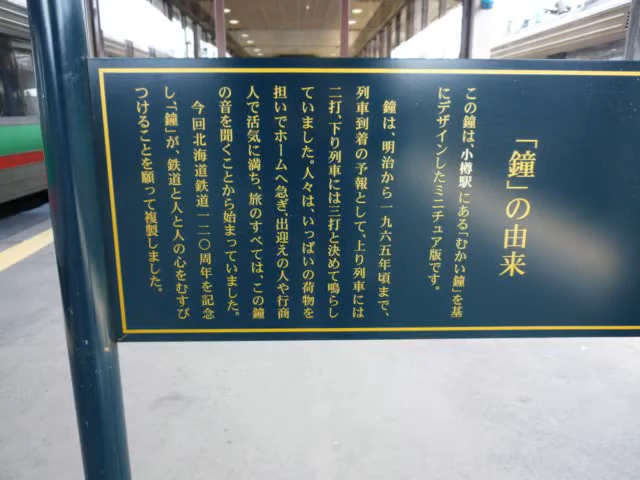 「鐘」の由来
この鐘は、小樽駅にある「むかい鐘」を基
にデザインしたミニチュア版です。
鐘は、明治から一九六五年頃まで、
列車到着の予報として、上り列車には
二打、下り列車には三打と決めて鳴らし
ていました。人々は、いっぱいの荷物を
担いでホームへ急ぎ、出迎えの人や行商
人で活気に満ち、旅のすべては、この鐘
の音を聞くことから始まっていました。
今回北海道鉄道一二〇周年を記念
し、「鐘」が、鉄道と人と人の心をむすび
つけることを願って複製しました。